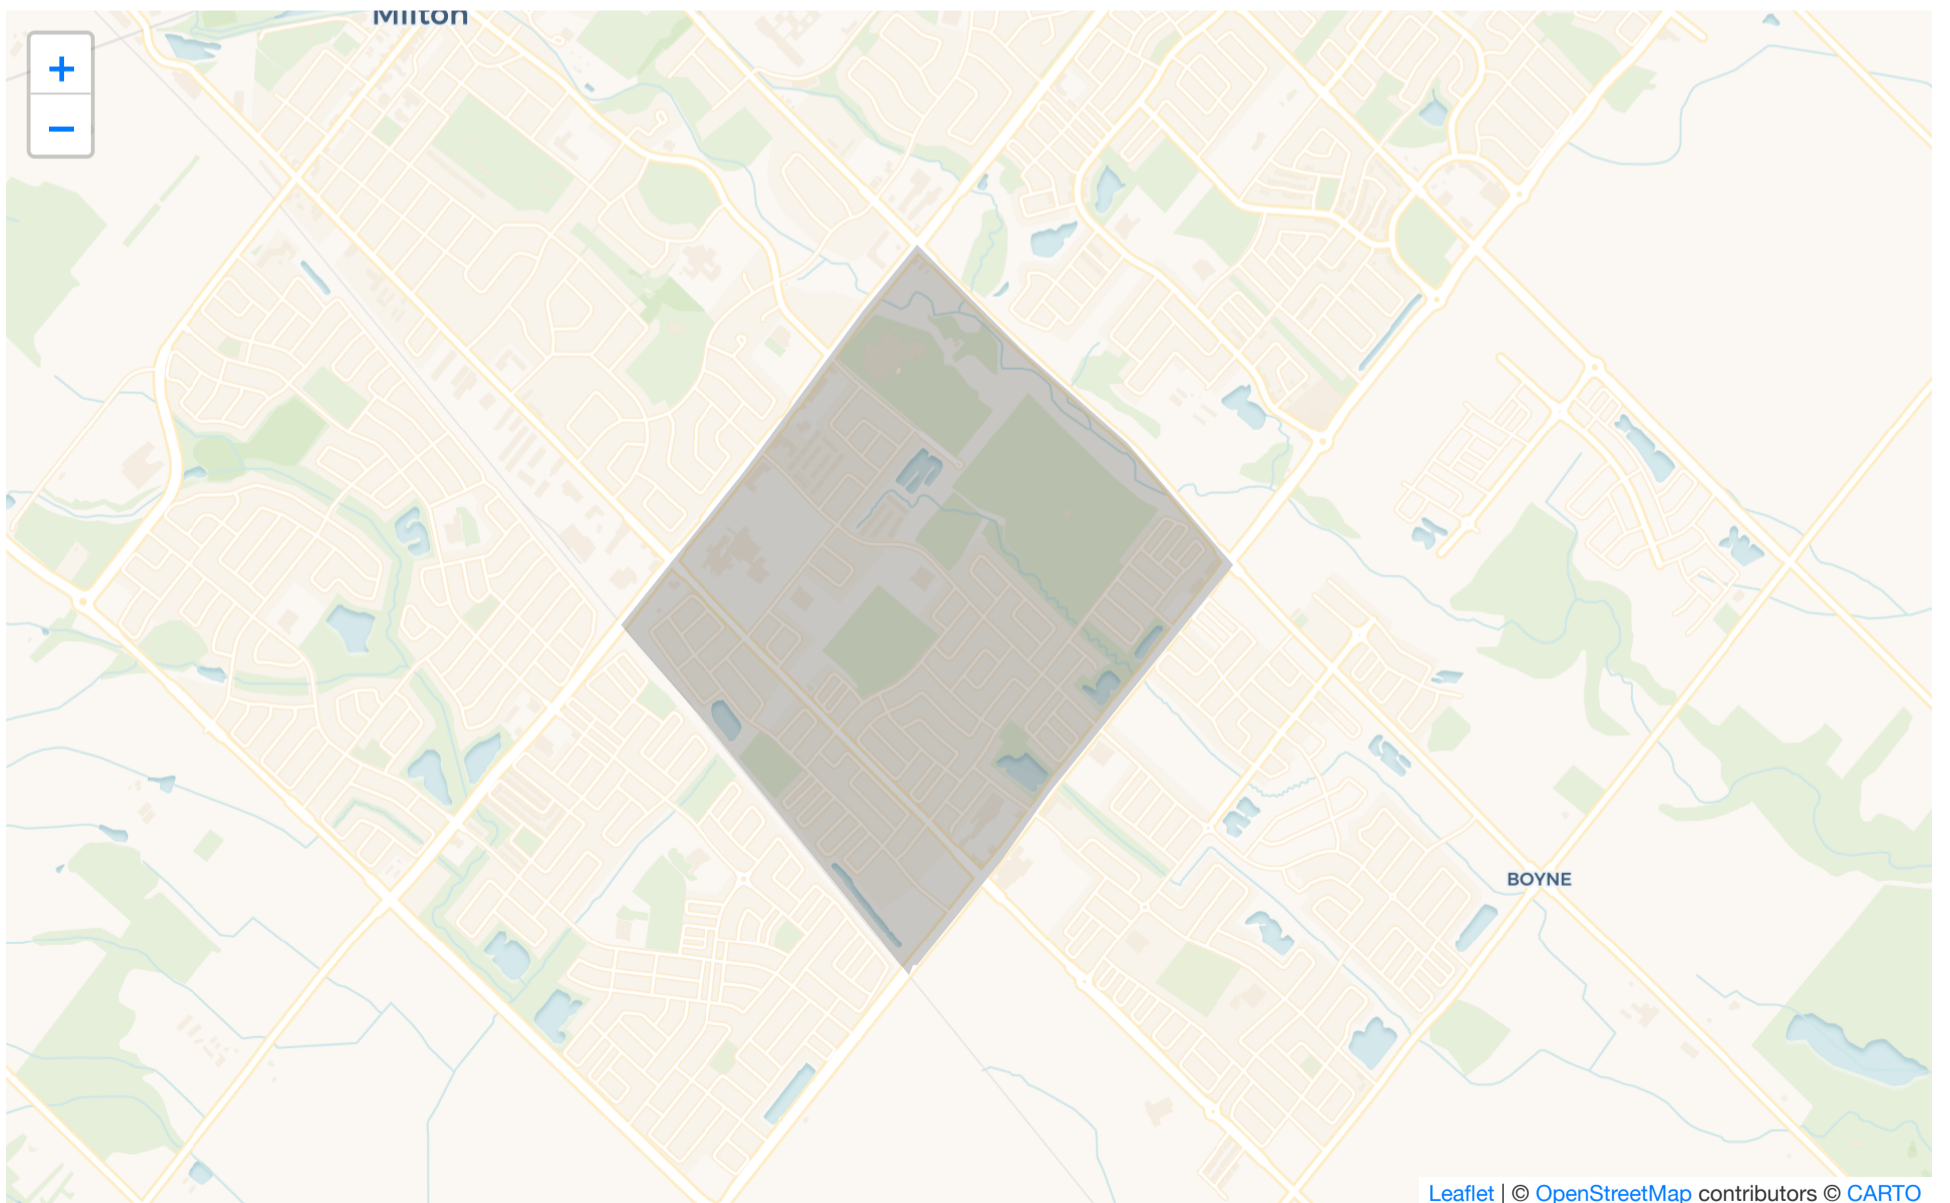 Milton
+
−
BOYNE
Leaflet | © OpenStreetMap contributors © CARTO